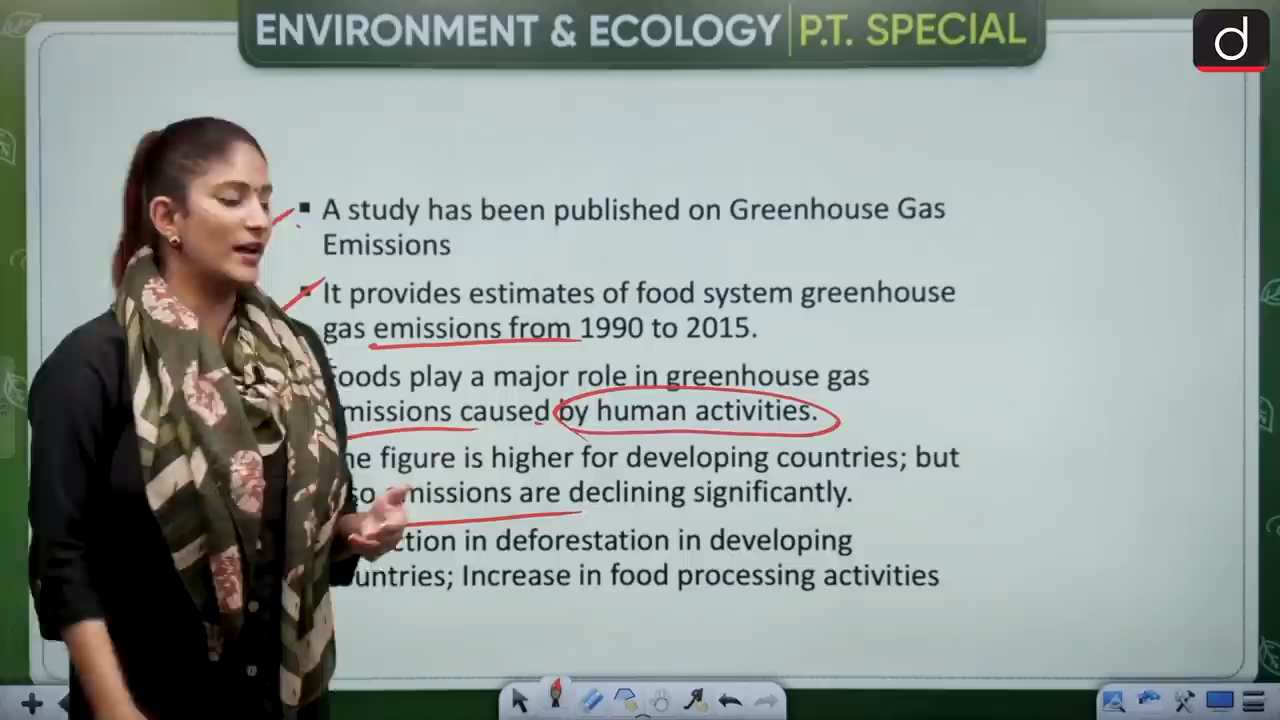 ENVIRONMENT & ECOLOGY P.T. SPECIAL
d
A study has been published on Greenhouse Gas
Emissions
It provides estimates of food system greenhouse
gas emissions from 1990 to 2015.
play a major role in greenhouse gas
caused by human activities.
figure is higher for developing countries; but
are declining significantly.
in deforestation in developing
Increase in food processing activities